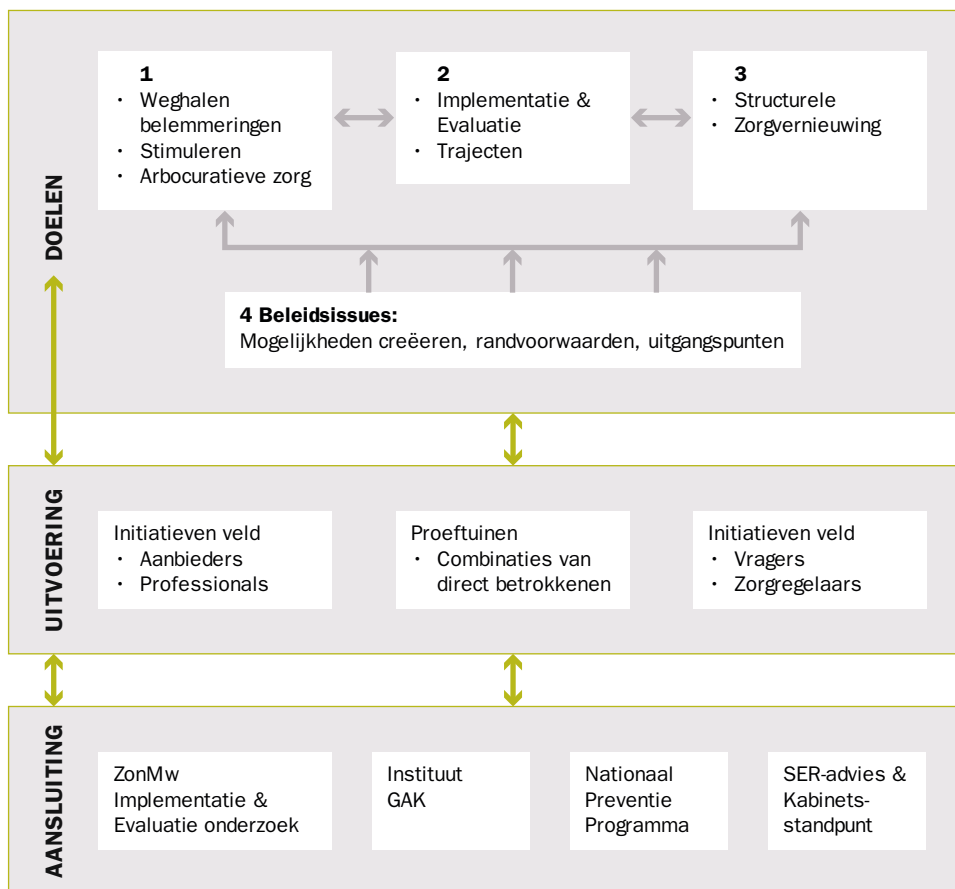 DOELEN
1
· Weghalen
belemmeringen
· Stimuleren
· Arbocuratieve zorg
2
· Implementatie &
Evaluatie
· Trajecten
3
· Structurele
· Zorgvernieuwing
4 Beleidsissues:
Mogelijkheden creëeren, randvoorwaarden, uitgangspunten
UITVOERING
Initiatieven veld
· Aanbieders
· Professionals
Proeftuinen
· Combinaties van
direct betrokkenen
Initiatieven veld
· Vragers
· Zorgregelaars
AANSLUITING
ZonMw
Implementatie &
Evaluatie onderzoek
Instituut
GAK
Nationaal
Preventie
Programma
SER-advies &
Kabinets-
standpunt